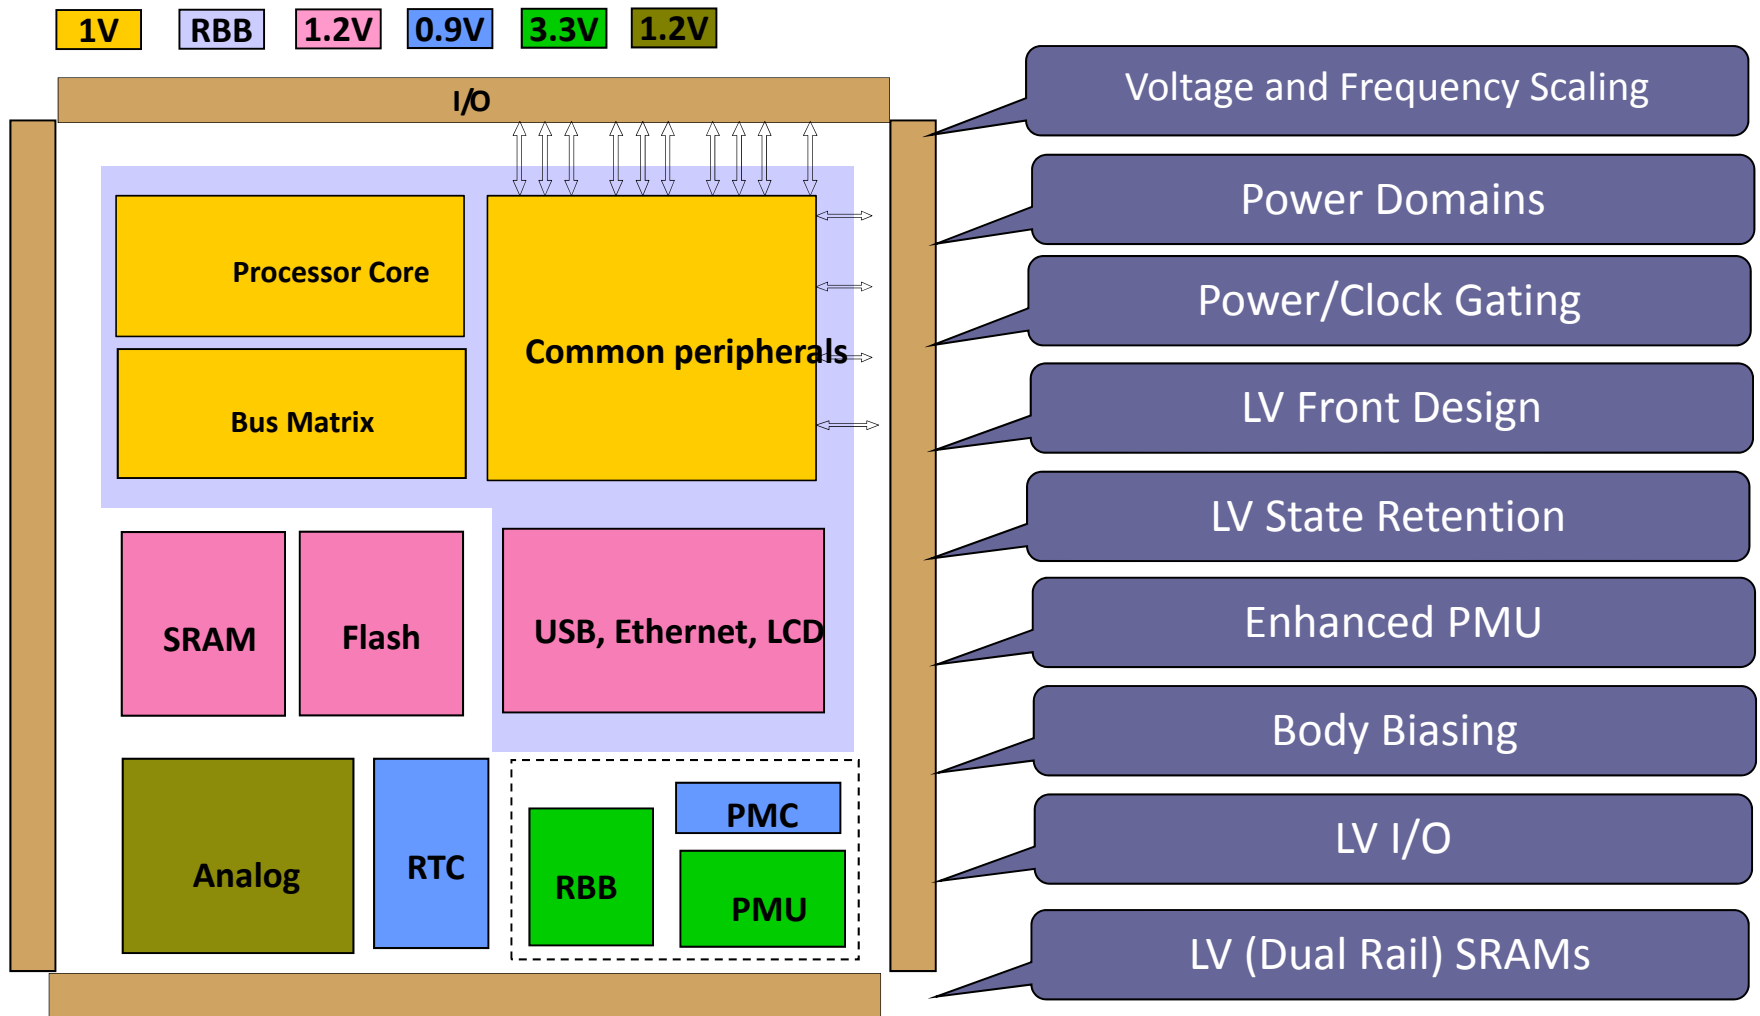 1V RBB 1.2V 0.9V 3.3V 1.2V
I/O
Processor Core
Common peripherals
Bus Matrix
SRAM
Flash
USB, Ethernet, LCD
Analog
RTC
RBB
PMC
PMU
Voltage and Frequency Scaling
Power Domains
Power/Clock Gating
LV Front Design
LV State Retention
Enhanced PMU
Body Biasing
LV I/O
LV (Dual Rail) SRAMs